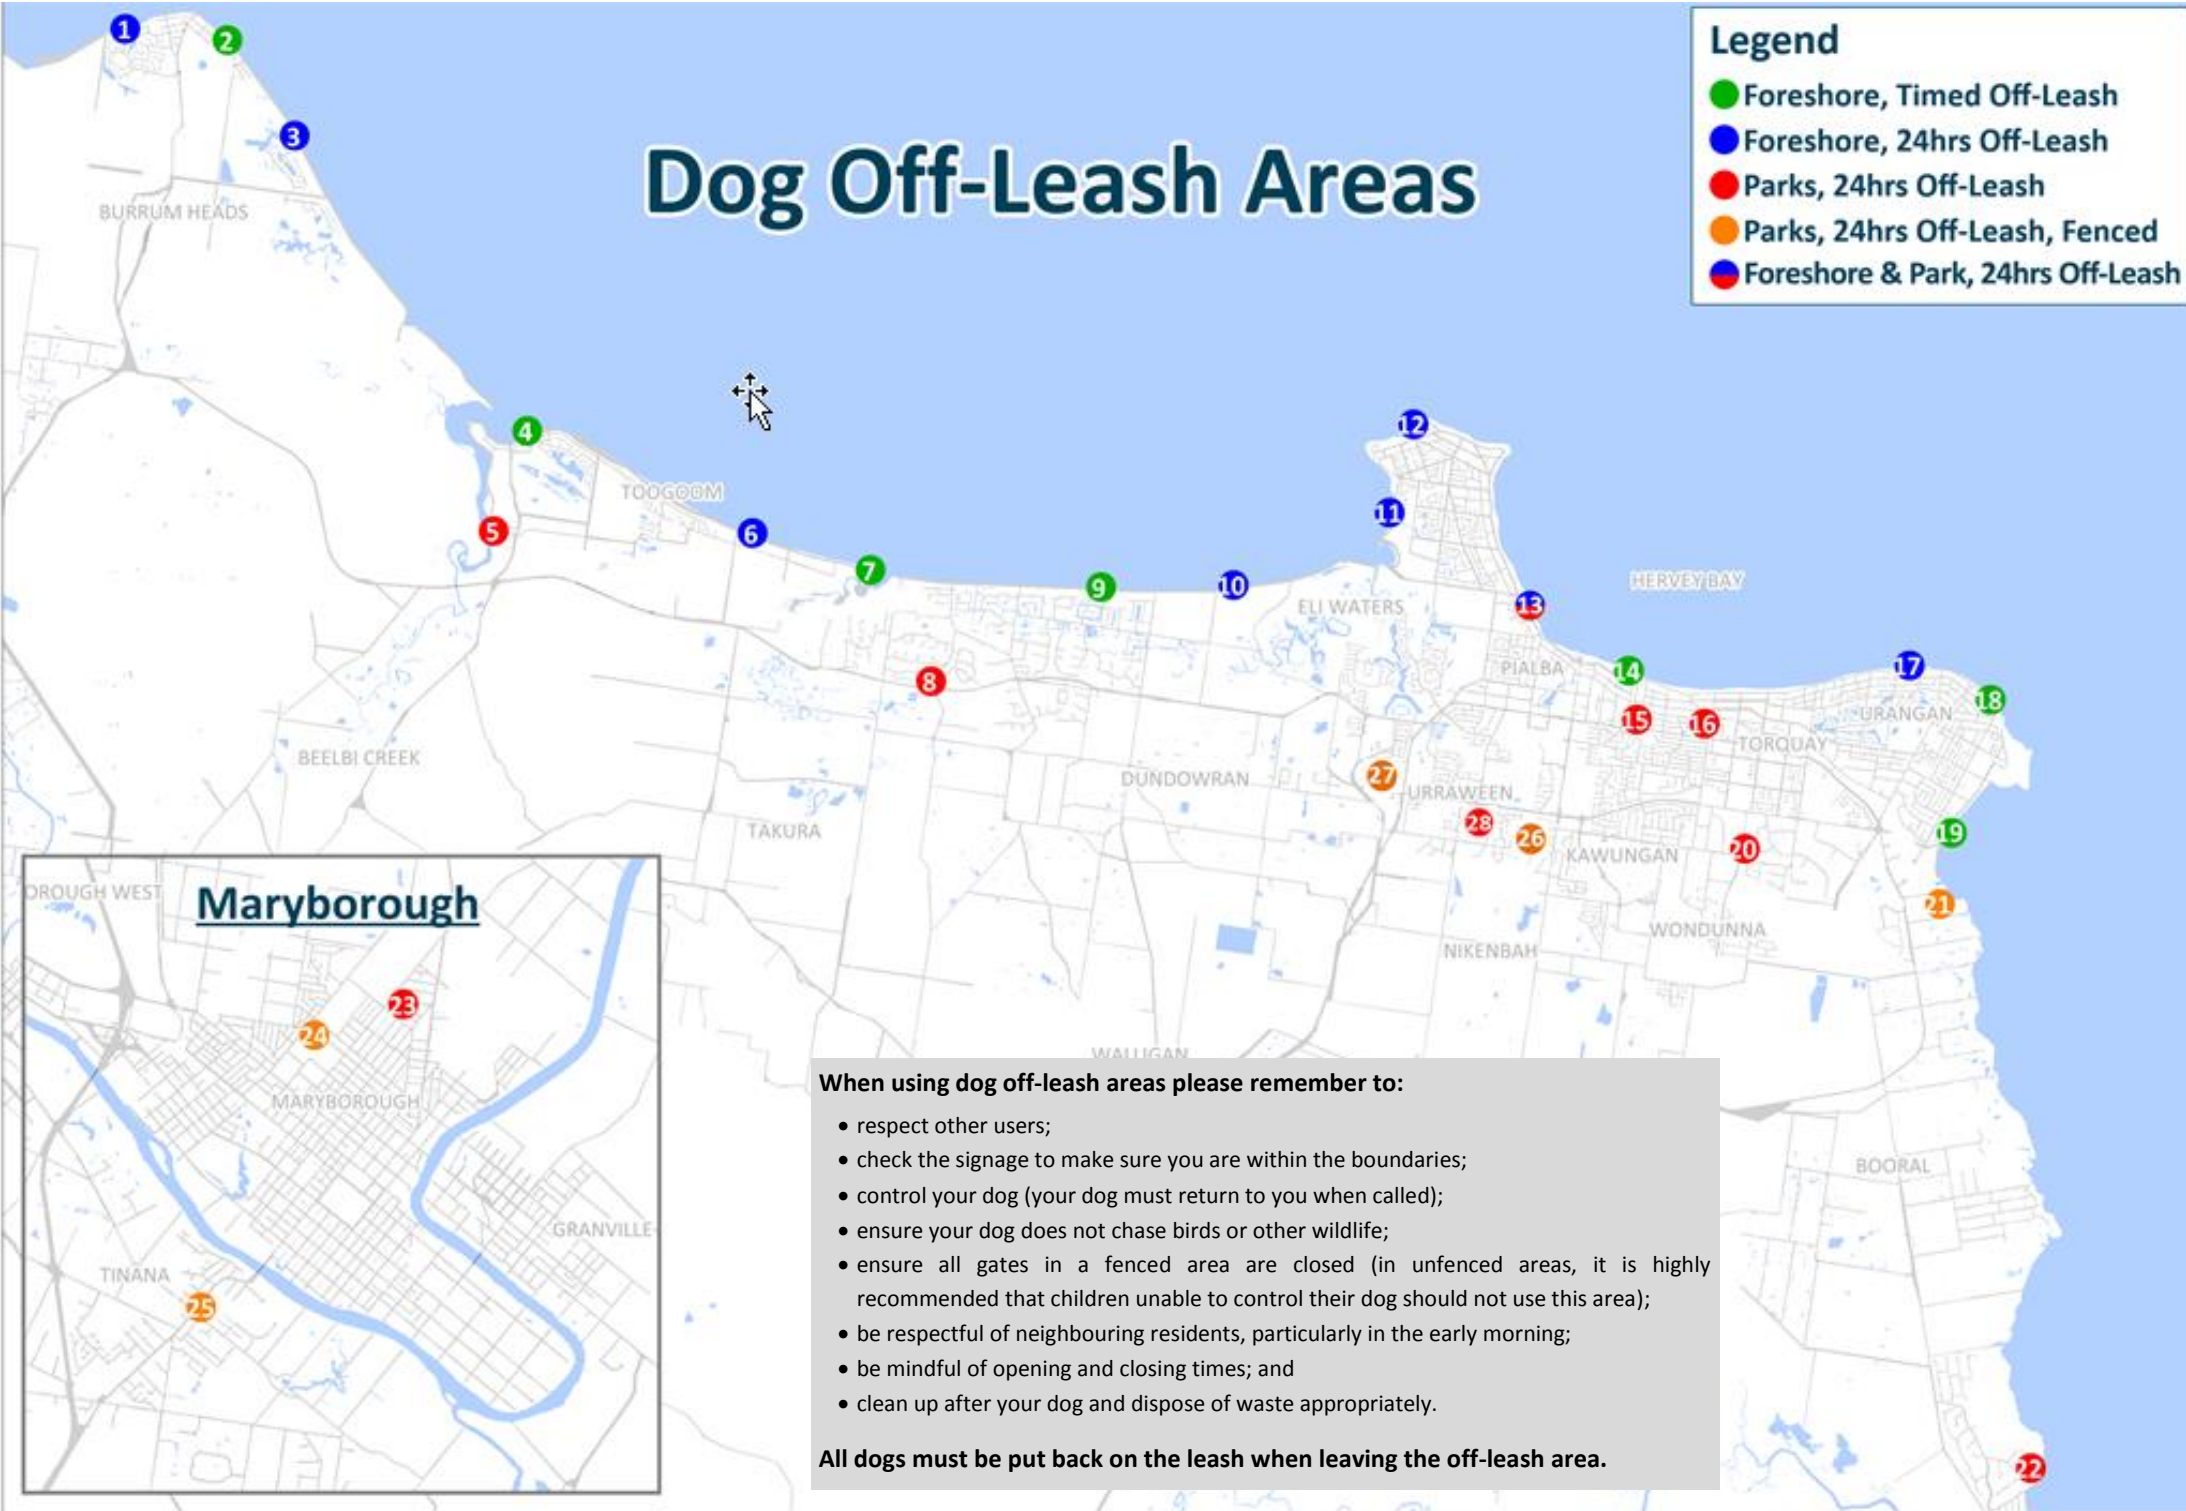 Dog Off-Leash Areas
Legend
Foreshore, Timed Off-Leash
Foreshore, 24hrs Off-Leash
Parks, 24hrs Off-Leash
Parks, 24hrs Off-Leash, Fenced
Foreshore & Park, 24hrs Off-Leash
1
2
3
BURRUM HEADS
4
TOOGOOM
5
6
7
8
9
10
11
12
ELI WATERS
HERVEY BAY
13
PIALBA
14
15
16
17
18
URANGAN
TORQUAY
BEELBI CREEK
DUNDOWRAN
TAKURA
27
URRAWEEN
28
26
KAWUNGAN
20
19
21
WONDUNNA
NIKENBAH
WALLIGAN
BOORAL
22
OROUGH WEST
Maryborough
23
24
MARYBOROUGH
GRANVILLE
TINANA
25
When using dog off-leash areas please remember to:
• respect other users;
• check the signage to make sure you are within the boundaries;
• control your dog (your dog must return to you when called);
• ensure your dog does not chase birds or other wildlife;
• ensure all gates in a fenced area are closed (in unfenced areas, it is highly
recommended that children unable to control their dog should not use this area);
• be respectful of neighbouring residents, particularly in the early morning;
• be mindful of opening and closing times; and
• clean up after your dog and dispose of waste appropriately.
All dogs must be put back on the leash when leaving the off-leash area.